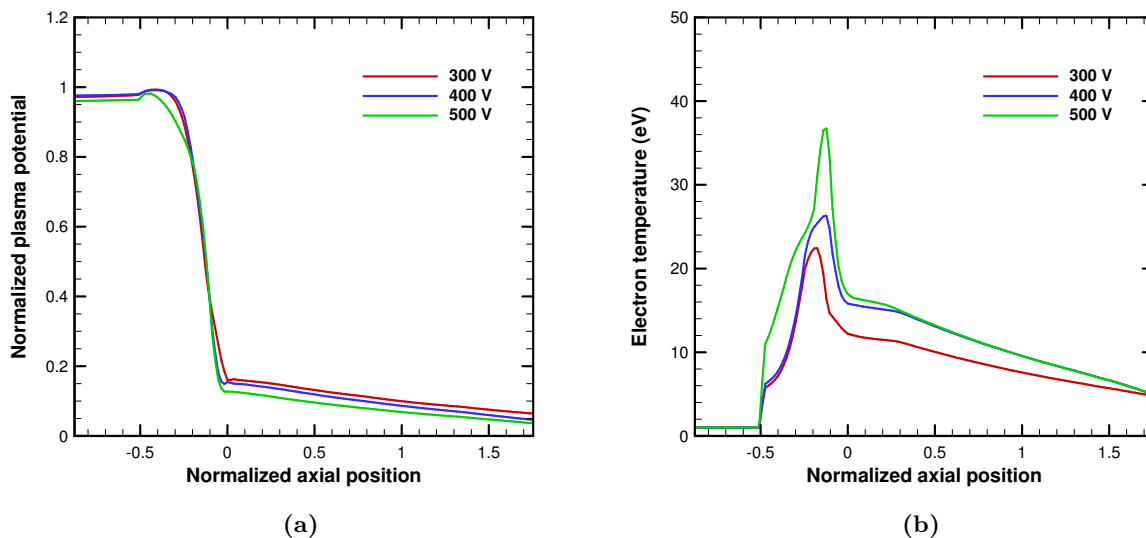 1.2
1
0.8
0.6
0.4
0.2
0
-0.5
0
0.5
1
1.5
Normalized plasma potential
Normalized axial position
300 V
400 V
500 V
(a)
50
40
30
20
10
0
-0.5
0
0.5
1
1.5
Electron temperature (eV)
Normalized axial position
300 V
400 V
500 V
(b)